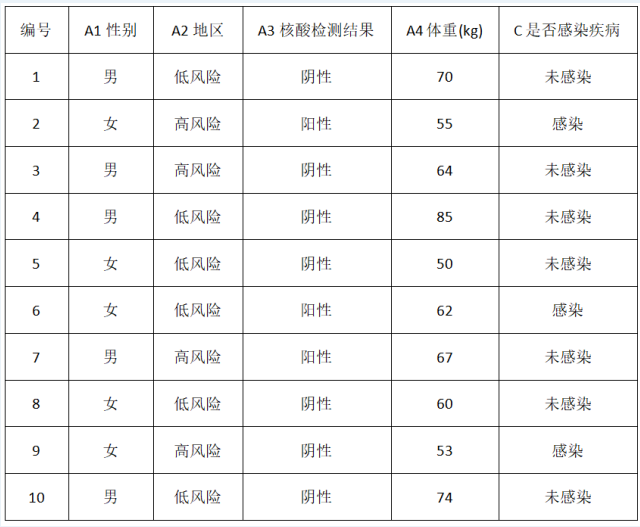 编号 A1 性别 A2 地区 A3 核酸检测结果 A4 体重(kg) C 是否感染疾病
1 男 低风险 阴性 70 未感染
2 女 高风险 阳性 55 感染
3 男 高风险 阴性 64 未感染
4 男 低风险 阴性 85 未感染
5 女 低风险 阴性 50 未感染
6 女 低风险 阳性 62 感染
7 男 高风险 阳性 67 未感染
8 女 低风险 阴性 60 未感染
9 女 高风险 阴性 53 感染
10 男 低风险 阴性 74 未感染